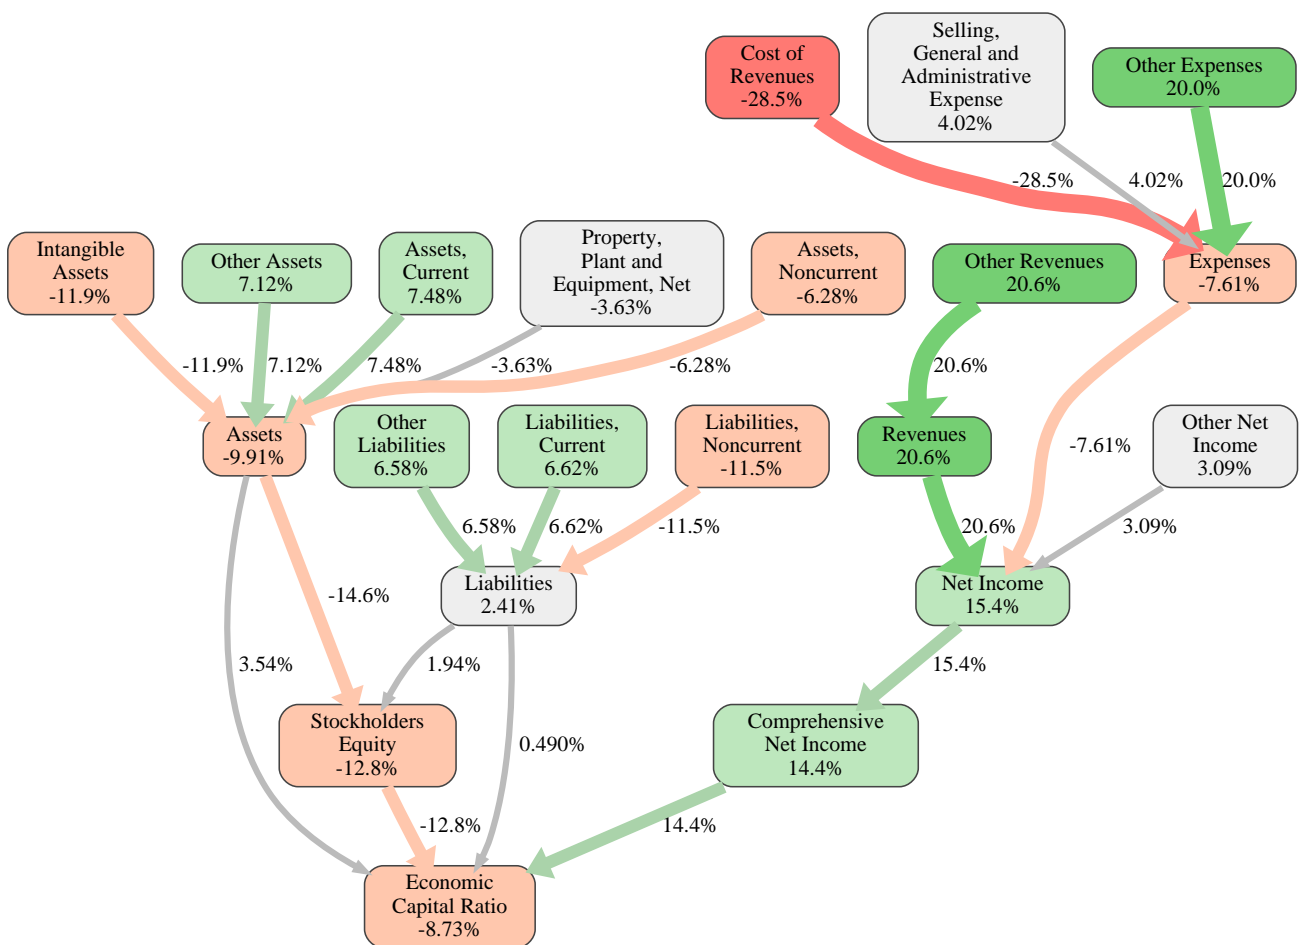 Cost of
Revenues
-28.5%
Selling,
General and
Administrative
Expense
4.02%
Other Expenses
20.0%
-28.5%
4.02%
20.0%
Intangible
Assets
-11.9%
Other Assets
7.12%
Assets,
Current
7.48%
Property,
Plant and
Equipment, Net
-3.63%
Assets,
Noncurrent
-6.28%
Other Revenues
20.6%
Expenses
-7.61%
-11.9%
7.12%
7.48%
-3.63%
-6.28%
20.6%
Assets
-9.91%
Other
Liabilities
6.58%
Liabilities,
Current
6.62%
Liabilities,
Noncurrent
-11.5%
Revenues
20.6%
-7.61%
Other Net
Income
3.09%
6.58%
6.62%
-11.5%
20.6%
3.09%
-14.6%
Liabilities
2.41%
Net Income
15.4%
3.54%
1.94%
15.4%
Stockholders
Equity
-12.8%
0.490%
Comprehensive
Net Income
14.4%
-12.8%
14.4%
Economic
Capital Ratio
-8.73%